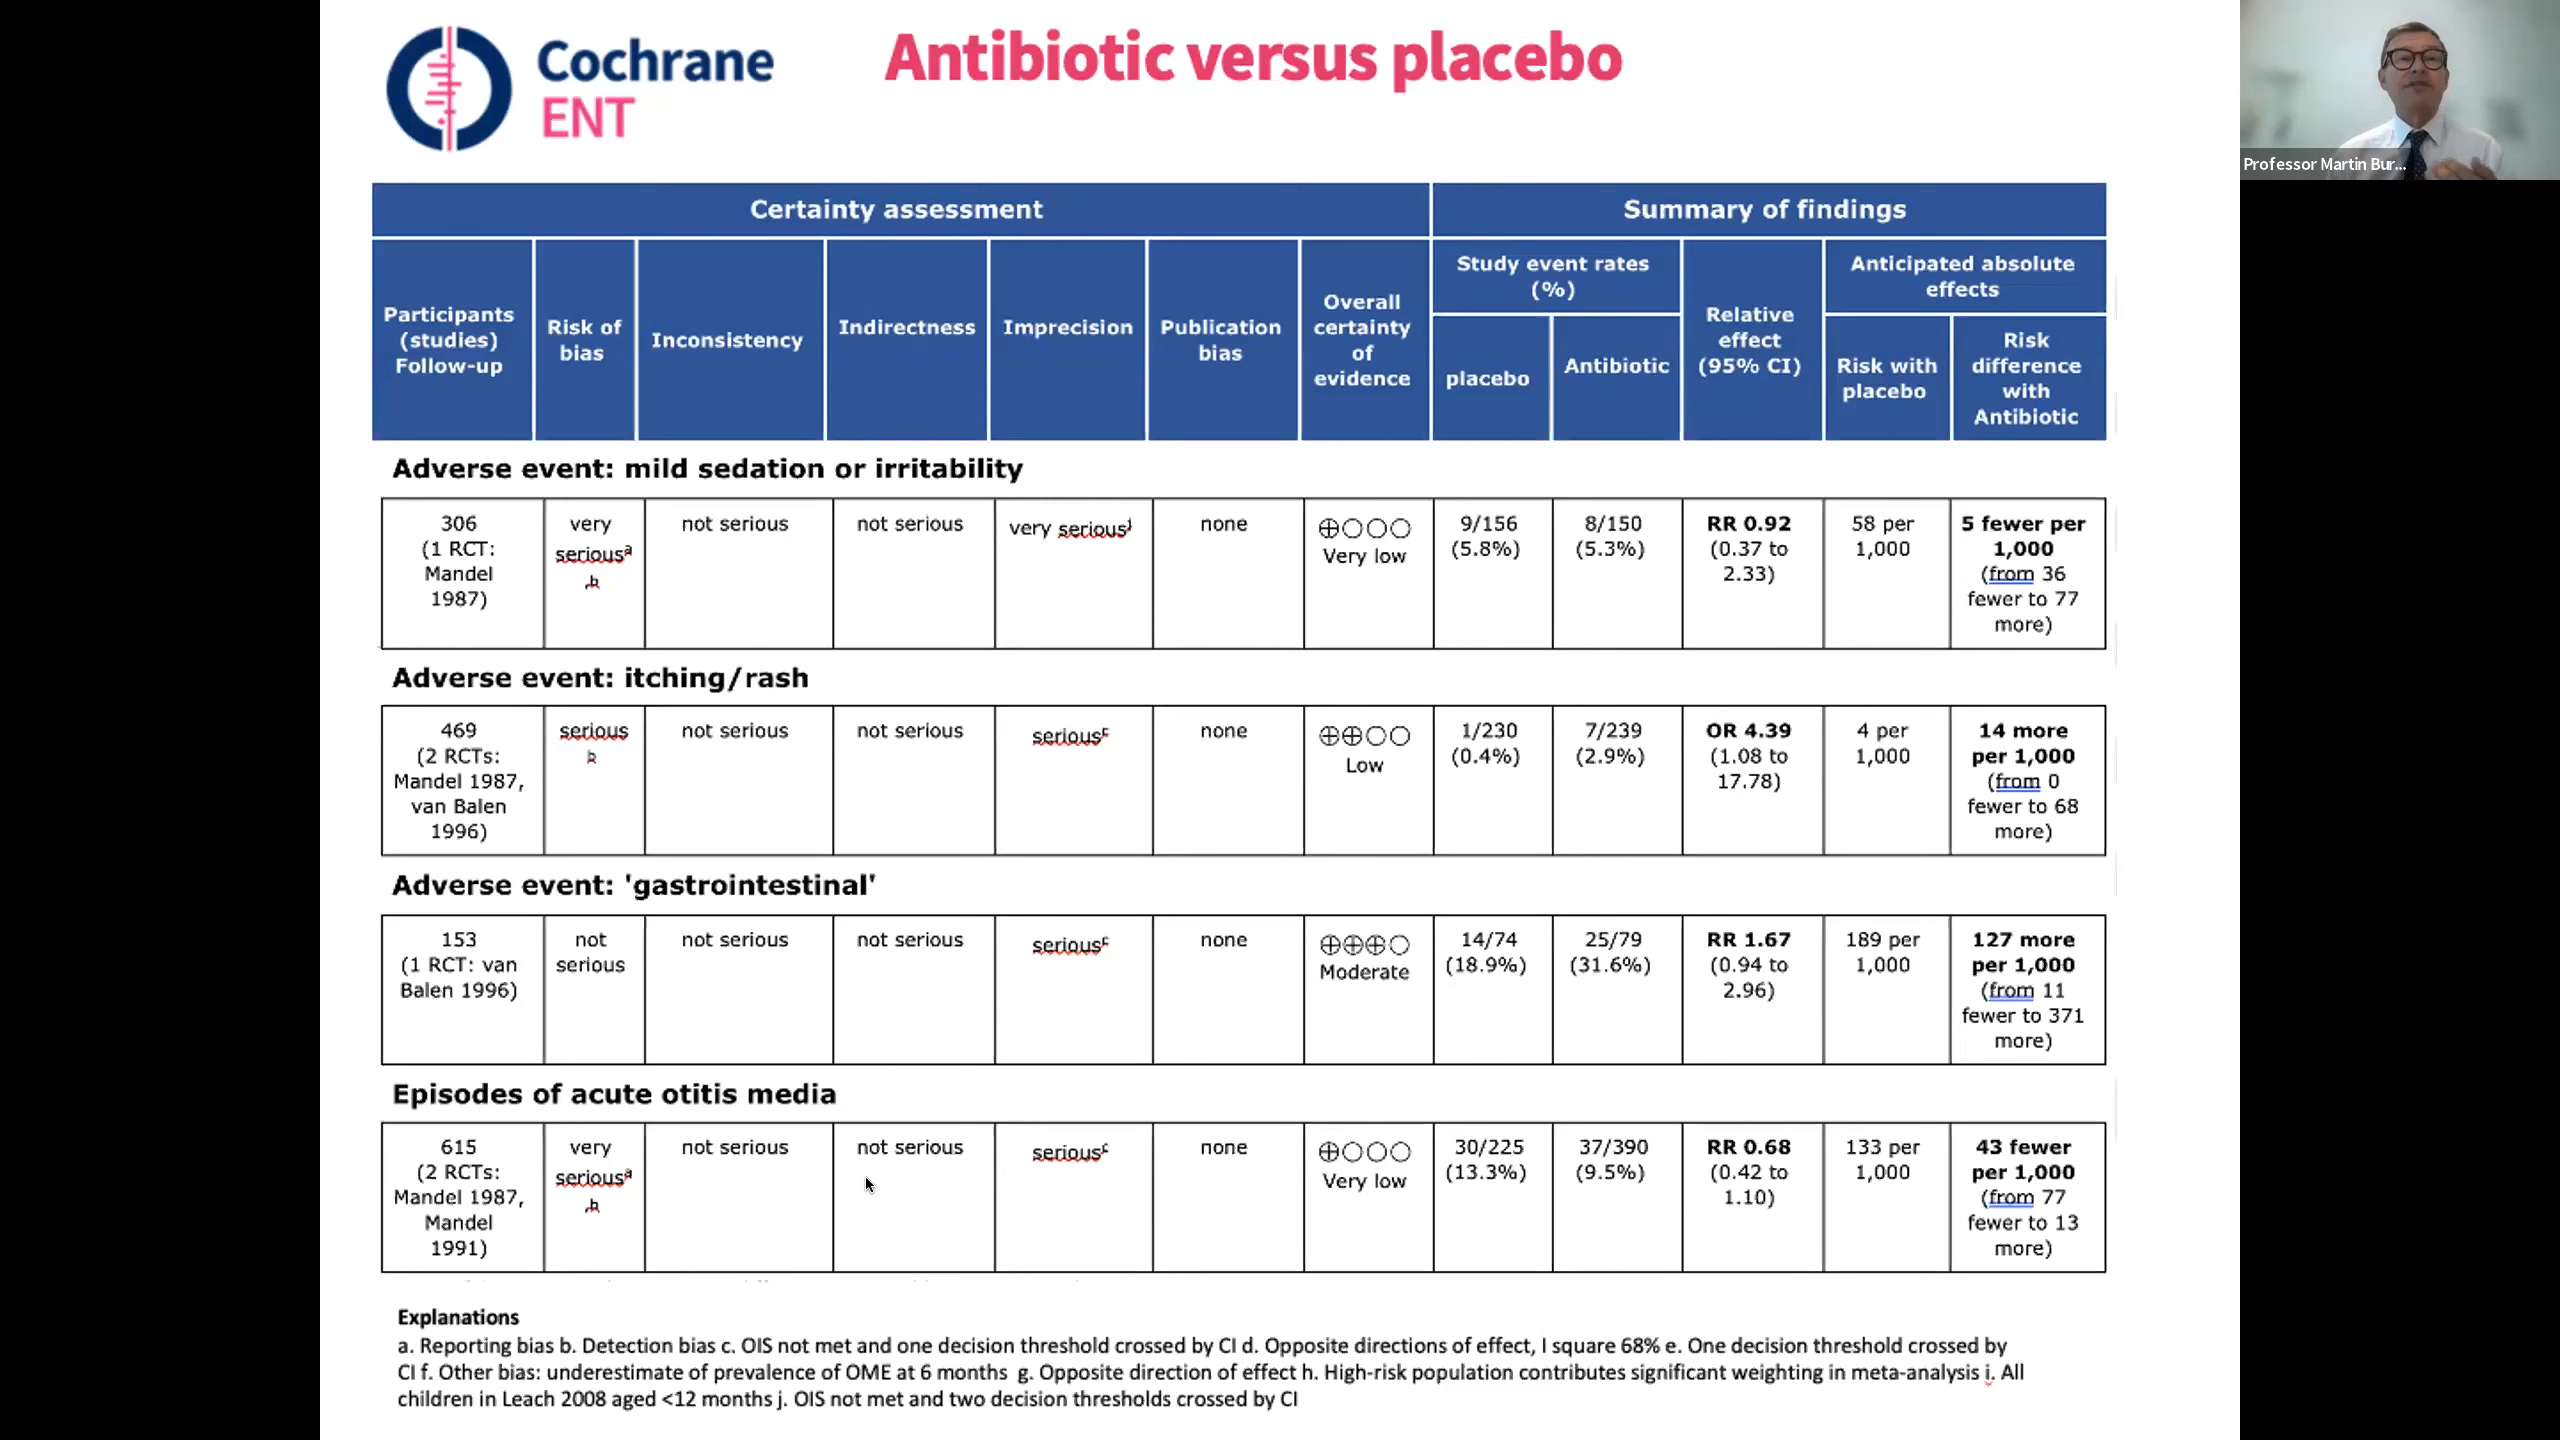 Cochrane
ENT
Antibiotic versus placebo
Professor Martin Bur...
Certainty assessment
Summary of findings
Participants
(studies)
Follow-up
Risk of
bias
Inconsistency
Indirectness
Imprecision
Publication
bias
Overall
certainty
of
evidence
Study event rates
(%)
placebo
Antibiotic
Relative
effect
(95% CI)
Anticipated absolute
effects
Risk with
placebo
Risk
difference
with
Antibiotic
Adverse event: mild sedation or irritability
306
(1 RCT:
Mandel
1987)
very
seriousa
,b
not serious
not serious
very serious
none
Very low
9/156
(5.8%)
8/150
(5.3%)
RR 0.92
(0.37 to
2.33)
58 per
1,000
5 fewer per
1,000
(from 36
fewer to 77
more)
Adverse event: itching/rash
469
(2 RCTs:
Mandel 1987,
van Balen
1996)
serious
b
not serious
not serious
seriousc
none
Low
1/230
(0.4%)
7/239
(2.9%)
OR 4.39
(1.08 to
17.78)
4 per
1,000
14 more
per 1,000
(from 0
fewer to 68
more)
Adverse event: 'gastrointestinal'
153
(1 RCT: van
Balen 1996)
not
serious
not serious
not serious
seriousc
none
Moderate
14/74
(18.9%)
25/79
(31.6%)
RR 1.67
(0.94 to
2.96)
189 per
1,000
127 more
per 1,000
(from 11
fewer to 371
more)
Episodes of acute otitis media
615
(2 RCTs:
Mandel 1987,
Mandel
1991)
very
seriousa
,b
not serious
not serious
seriousc
none
Very low
30/225
(13.3%)
37/390
(9.5%)
RR 0.68
(0.42 to
1.10)
133 per
1,000
43 fewer
per 1,000
(from 77
fewer to 13
more)
Explanations
a. Reporting bias b. Detection bias c. OIS not met and one decision threshold crossed by CI d. Opposite directions of effect, I square 68% e. One decision threshold crossed by
CI f. Other bias: underestimate of prevalence of OME at 6 months g. Opposite direction of effect h. High-risk population contributes significant weighting in meta-analysis i. All
children in Leach 2008 aged <12 months j. OIS not met and two decision thresholds crossed by CI